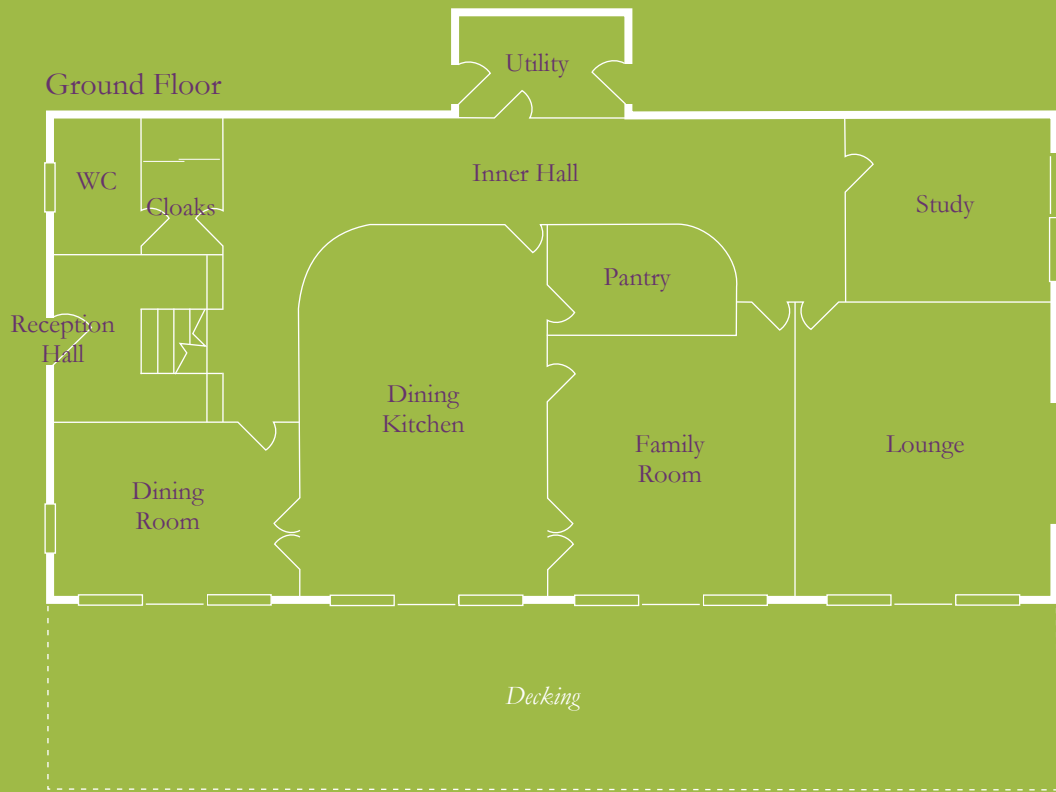 Utility
Ground Floor
WC
Inner Hall
Cloaks
Study
Pantry
Reception
Hall
Dining
Kitchen
Family
Room
Lounge
Dining
Room
Decking